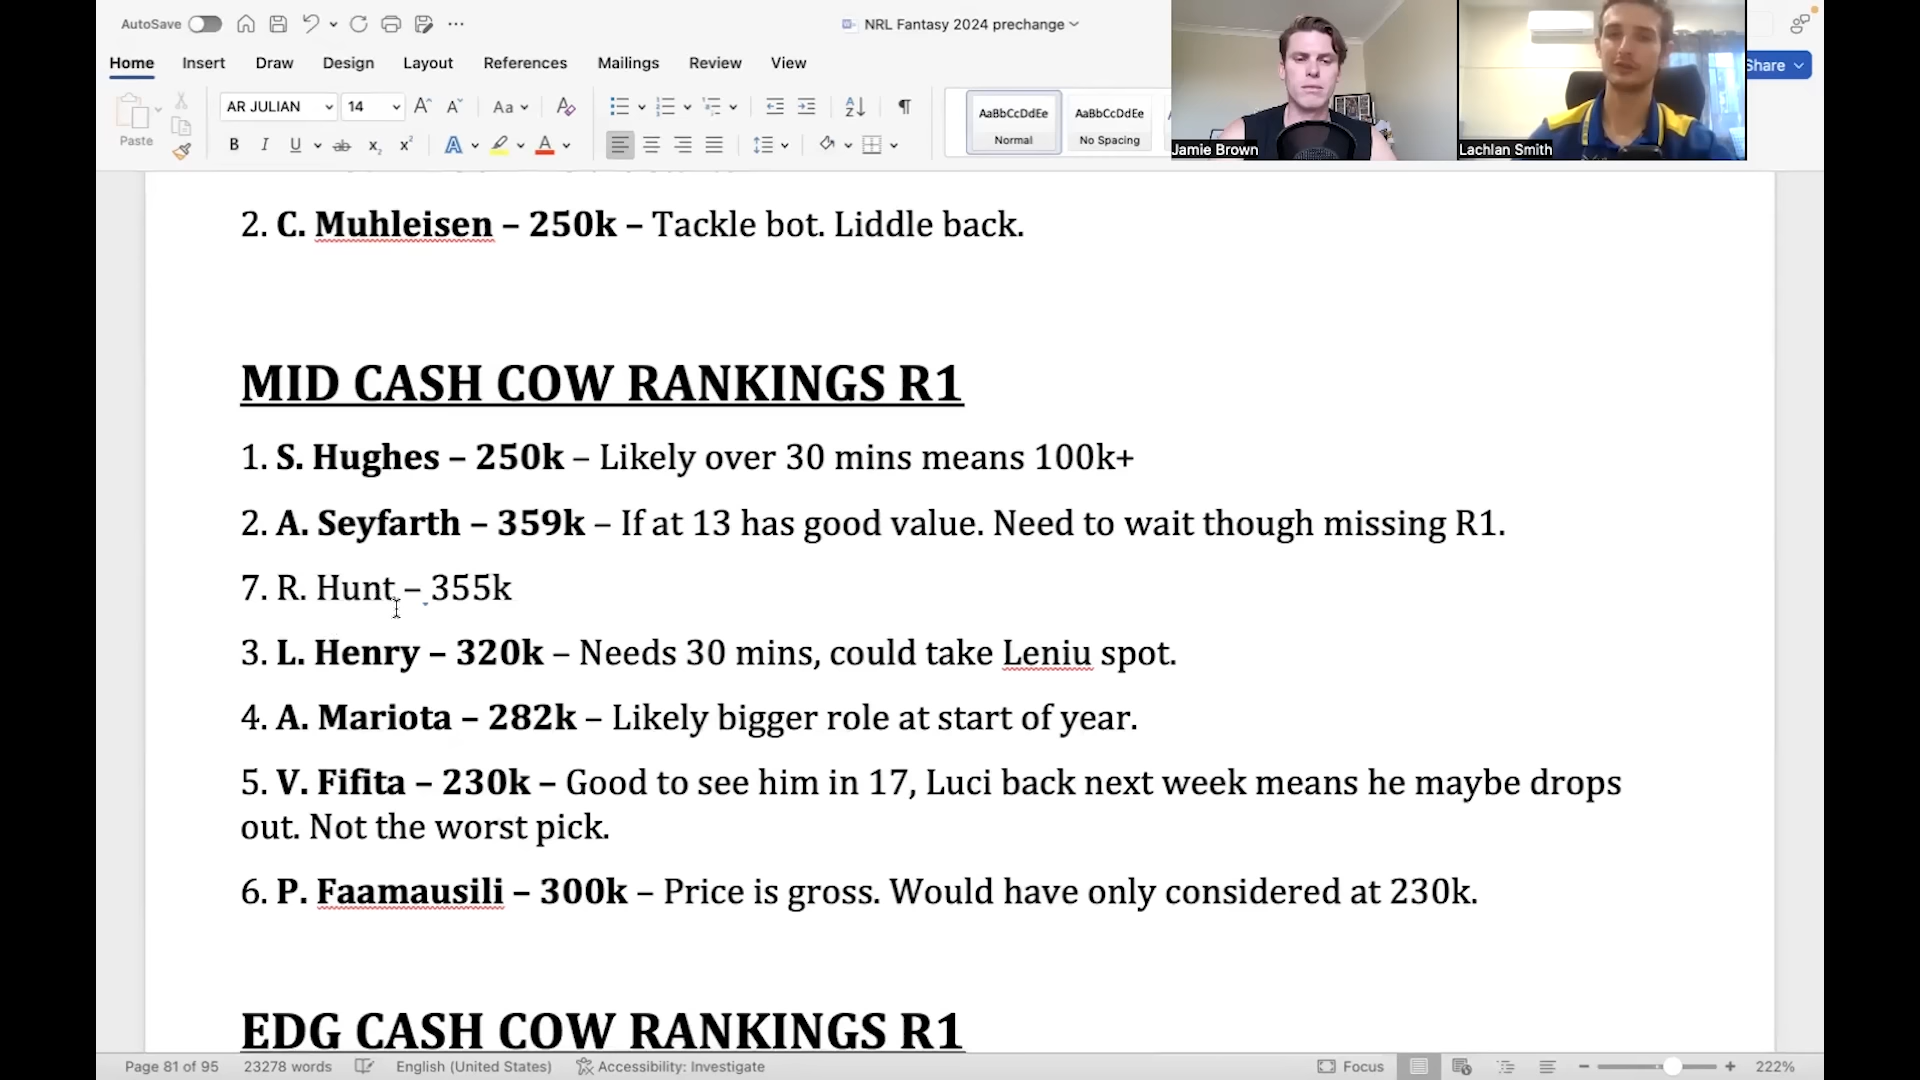 AutoSave
NRL Fantasy 2024 prechange
Home Insert Draw Design Layout References Mailings Review View
Share
Paste
AR JULIAN 14
AaBbCcDdEe AaBbCcDdEe
Normal No Spacing
Jamie Brown Lachlan Smith
2. C. Muhleisen – 250k – Tackle bot. Liddle back.
MID CASH COW RANKINGS R1
1. S. Hughes – 250k – Likely over 30 mins means 100k+
2. A. Seyfarth – 359k – If at 13 has good value. Need to wait though missing R1.
7. R. Hunt – 355k
3. L. Henry – 320k – Needs 30 mins, could take Leniu spot.
4. A. Mariota – 282k – Likely bigger role at start of year.
5. V. Fifita – 230k – Good to see him in 17, Luci back next week means he maybe drops
out. Not the worst pick.
6. P. Faamausili – 300k – Price is gross. Would have only considered at 230k.
EDG CASH COW RANKINGS R1
Page 81 of 95 23278 words English (United States) Accessibility: Investigate Focus 222%